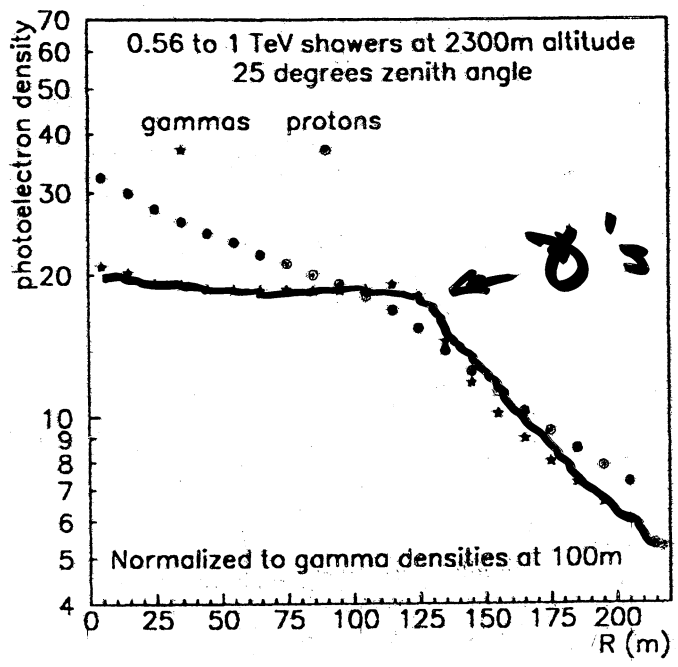 70
60
50
40
30
20
10
9
8
7
6
5
4
photoelectron density
0.56 to 1 TeV showers at 2300m altitude
25 degrees zenith angle
gammas protons
γ's
Normalized to gamma densities at 100m
0 25 50 75 100 125 150 175 200
R (m)